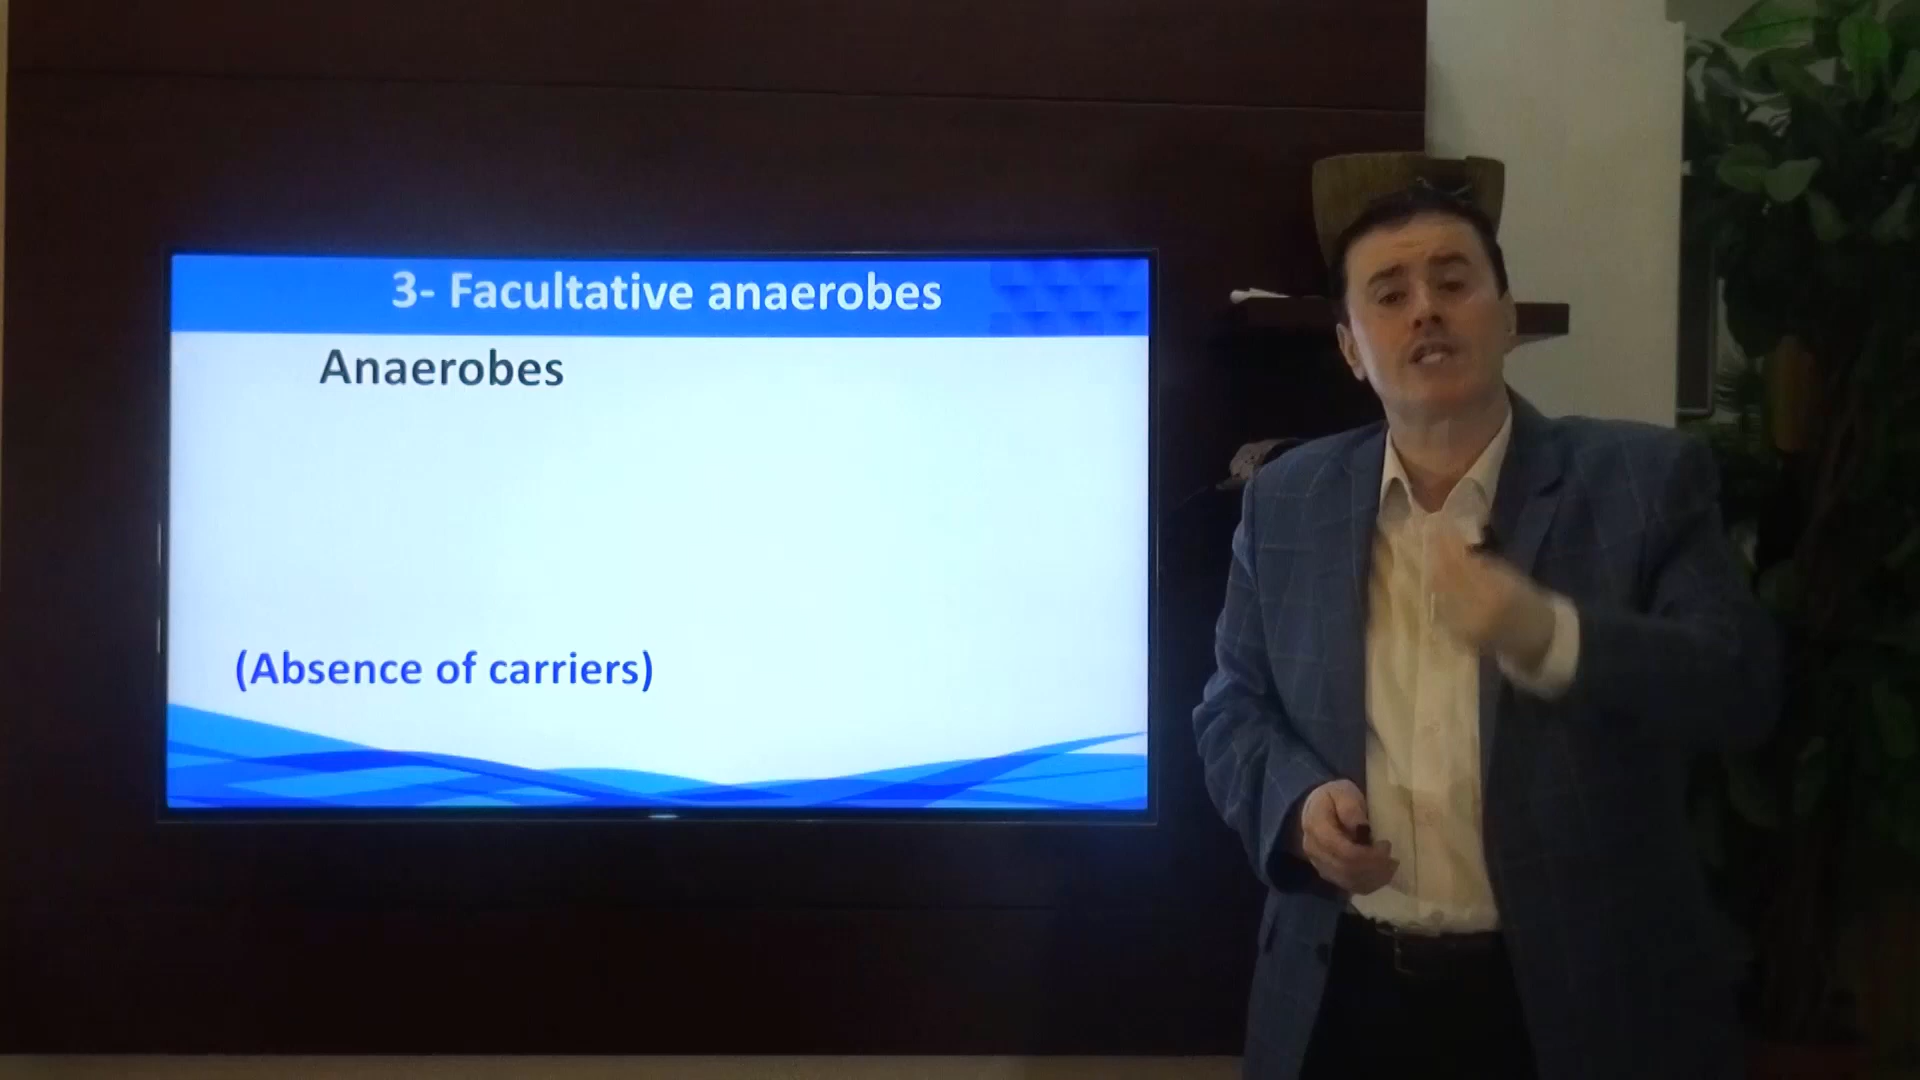 3- Facultative anaerobes
Anaerobes
(Absence of carriers)